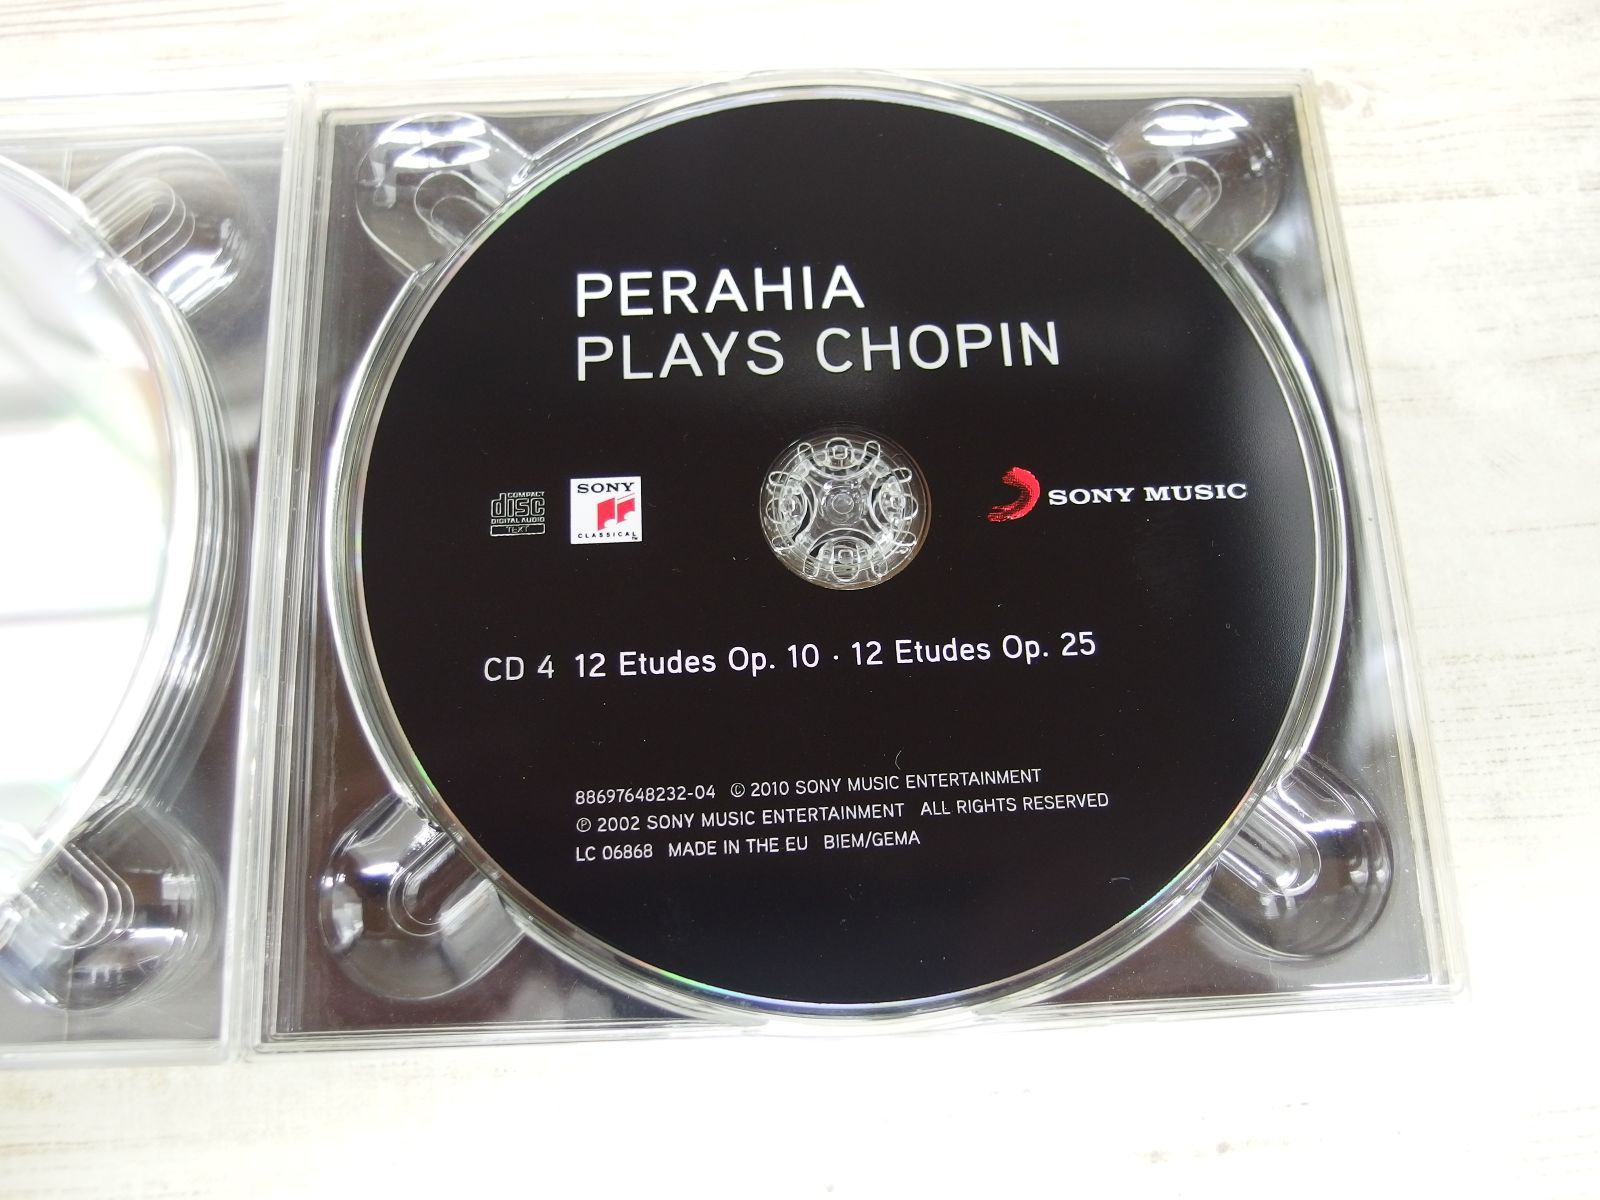 PERAHIA
PLAYS CHOPIN
COMPACT
disc
DIGITAL AUDIO
TEXT
SONY
CLASSICAL
TM
SONY MUSIC
CD 4 12 Etudes Op. 10 · 12 Etudes Op. 25
88697648232-04 © 2010 SONY MUSIC ENTERTAINMENT
℗ 2002 SONY MUSIC ENTERTAINMENT ALL RIGHTS RESERVED
LC 06868 MADE IN THE EU BIEM/GEMA